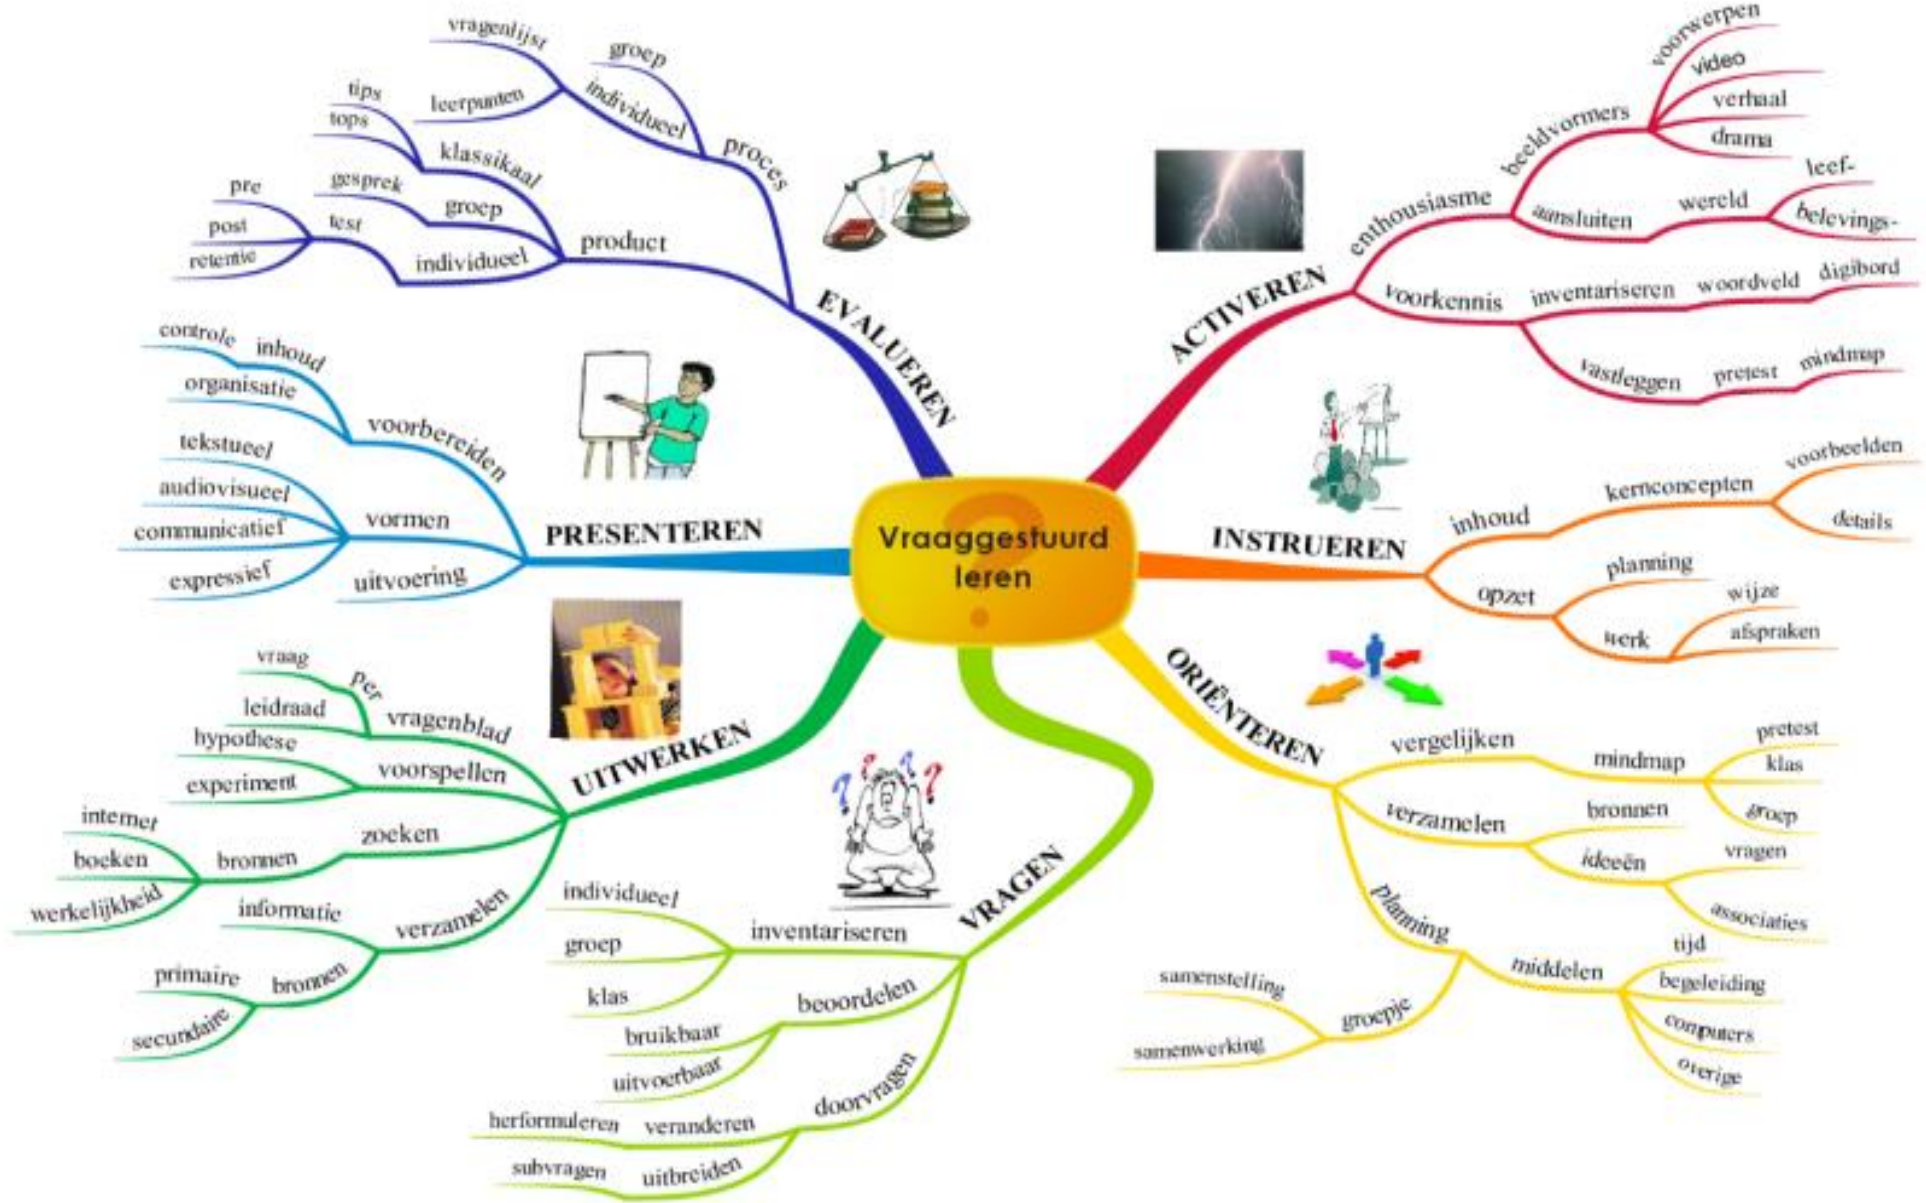 Vraaggestuurd
leren
ACTIVEREN
enthousiasme
beeldvormers
voorwerpen
video
verhaal
drama
aansluiten
wereld
leef-
belevings-
voorkennis
inventariseren
woordveld
digibord
vastleggen
pretest
mindmap
INSTRUEREN
inhoud
kernconcepten
voorbeelden
details
opzet
planning
werk
wijze
afspraken
ORIËNTEREN
vergelijken
mindmap
pretest
klas
groep
verzamelen
bronnen
ideeën
vragen
associaties
planning
middelen
tijd
begeleiding
computers
overige
groepje
samenstelling
samenwerking
VRAGEN
inventariseren
individueel
groep
klas
beoordelen
bruikbaar
uitvoerbaar
doorvragen
veranderen
herformuleren
uitbreiden
subvragen
UITWERKEN
vragenblad
per
vraag
leidraad
voorspellen
hypothese
experiment
zoeken
bronnen
internet
boeken
werkelijkheid
verzamelen
informatie
bronnen
primaire
secundaire
PRESENTEREN
voorbereiden
inhoud
controle
organisatie
vormen
tekstueel
audiovisueel
communicatief
expressief
uitvoering
EVALUEREN
proces
groep
individueel
vragenlijst
leerpunten
product
klassikaal
tips
tops
groep
gesprek
individueel
test
pre
post
retentie